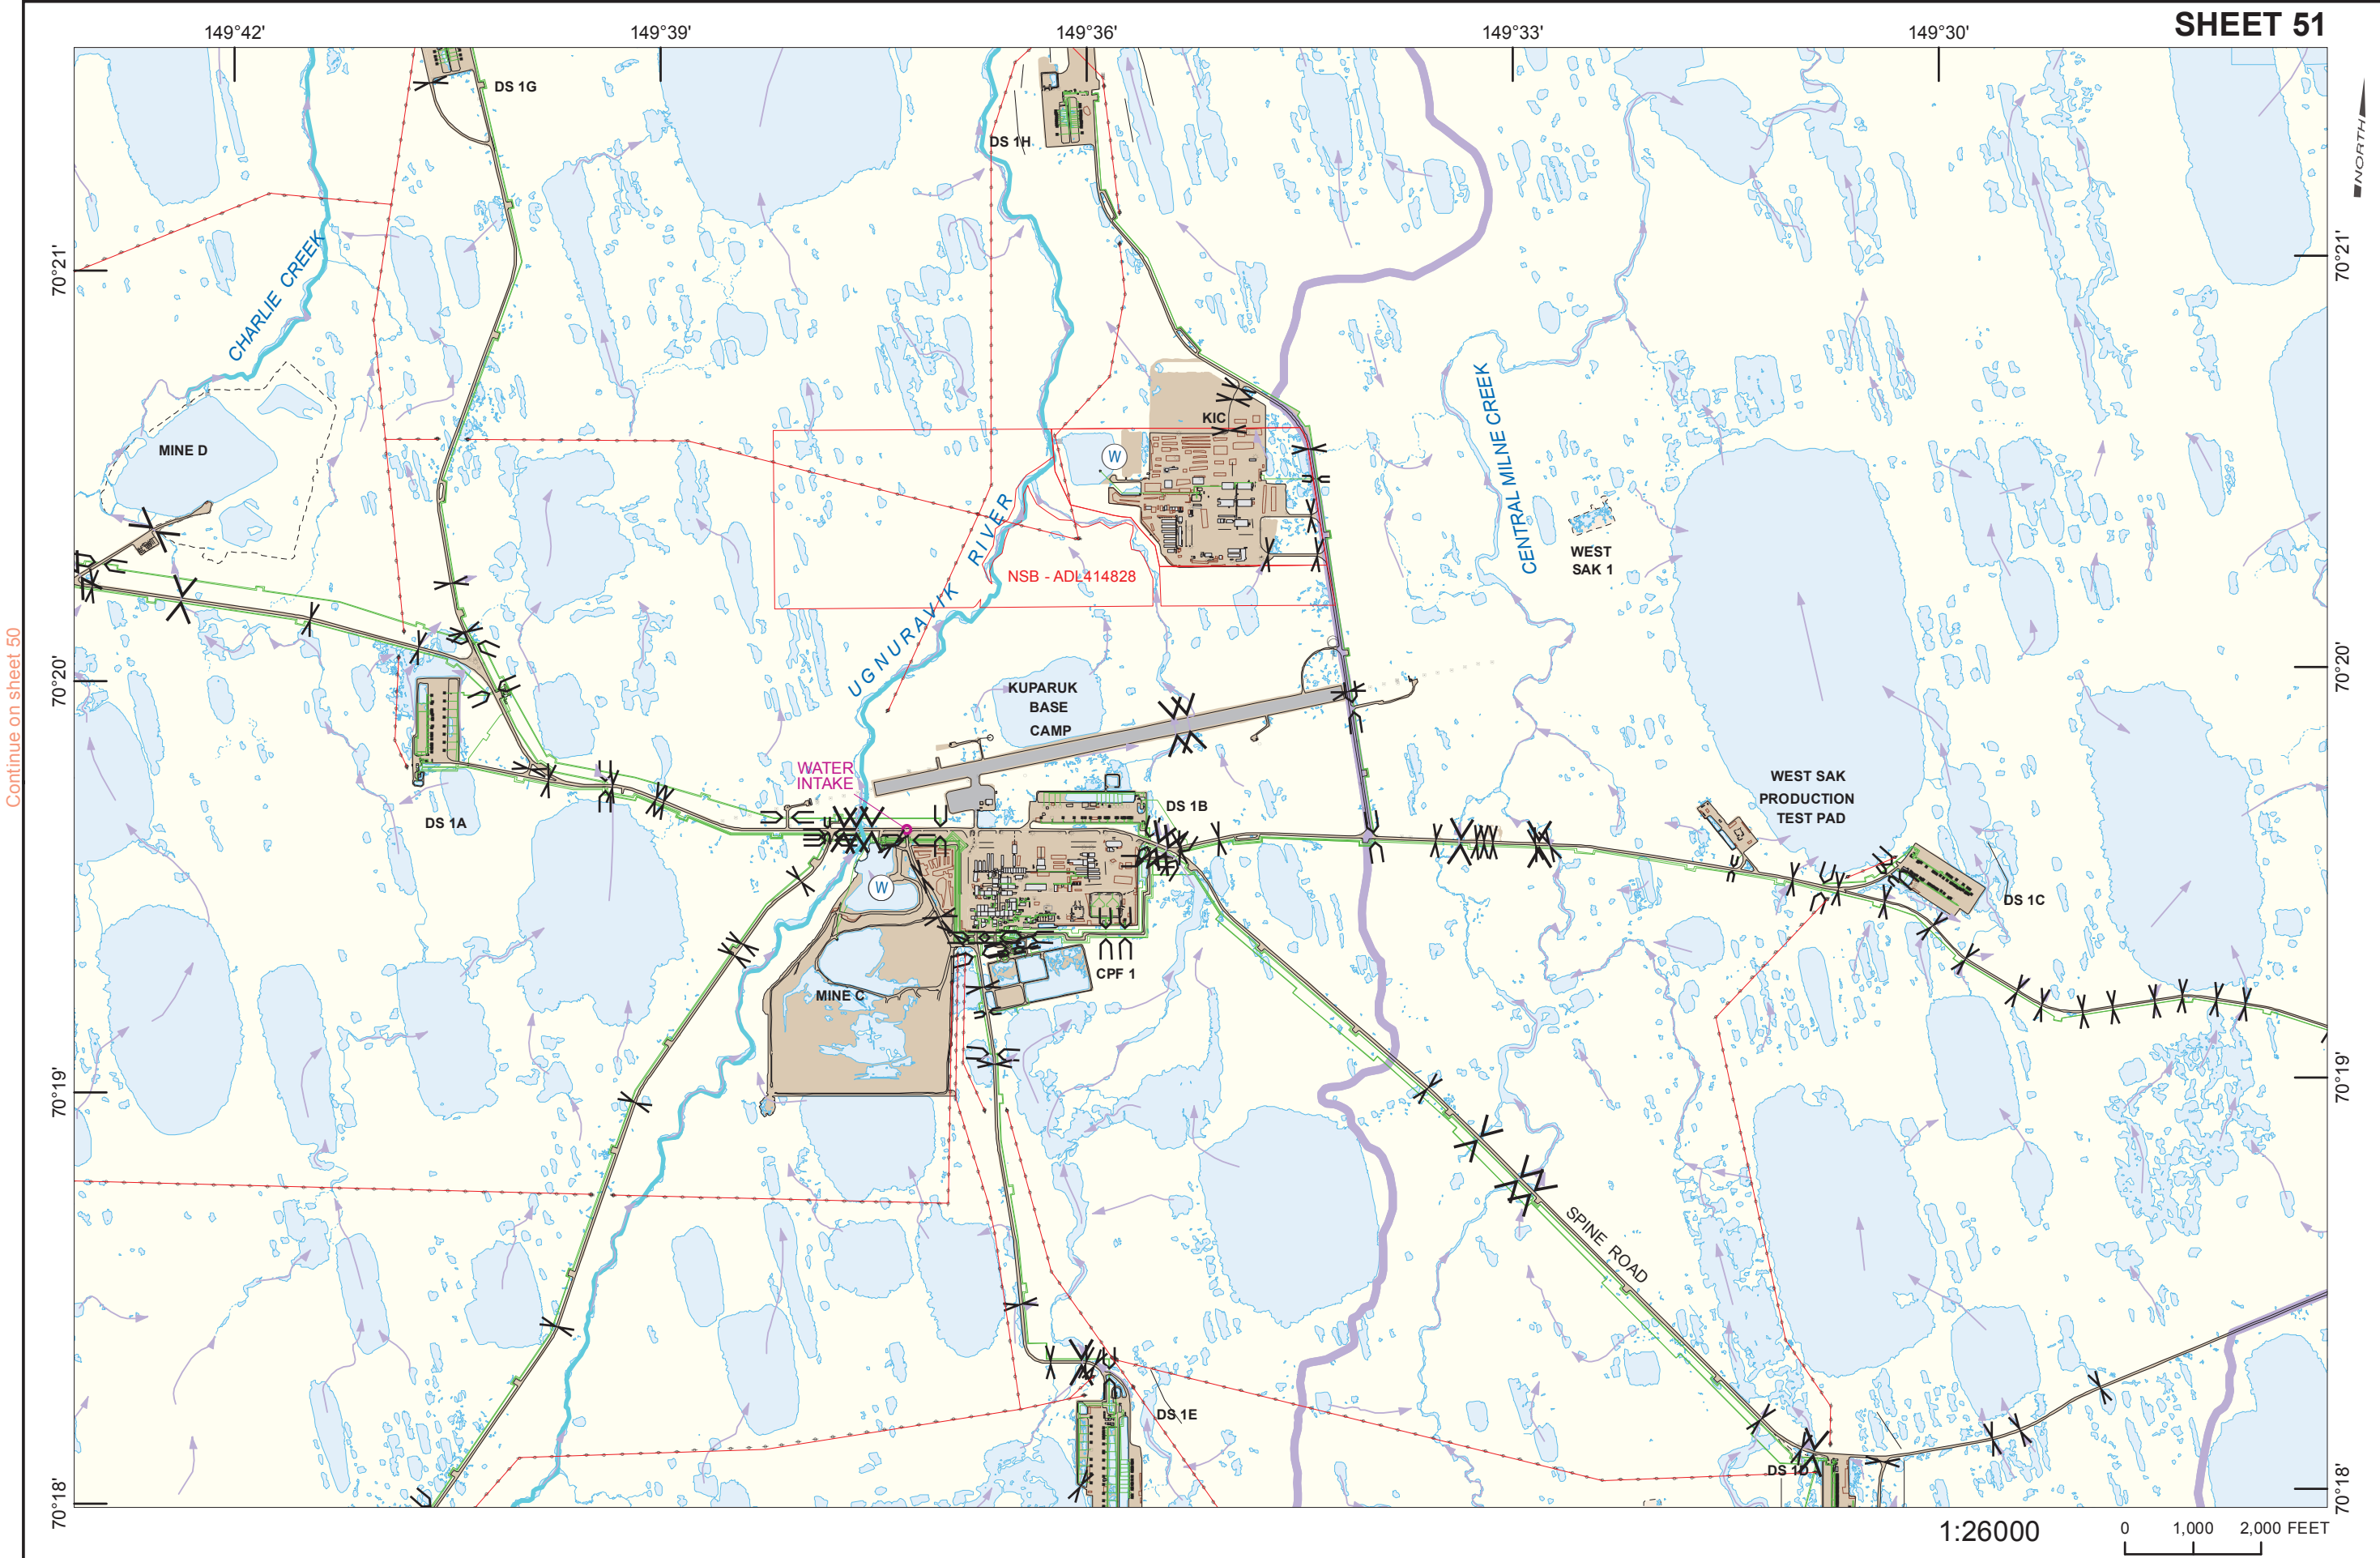 SHEET 51
149°42'
149°39'
149°36'
149°33'
149°30'
NORTH
DS 1G
DS 1H
70°21'
70°21'
CHARLIE CREEK
KIC
MINE D
W
CENTRAL MILNE CREEK
UGNURAVIK RIVER
WEST
SAK 1
NSB - ADL414828
Continue on sheet 50
70°20'
70°20'
KUPARUK
BASE
CAMP
WATER
INTAKE
WEST SAK
PRODUCTION
TEST PAD
DS 1B
DS 1A
W
DS 1C
CPF 1
MINE C
70°19'
70°19'
SPINE ROAD
DS 1E
DS 1D
70°18'
70°18'
1:26000
0 1,000 2,000 FEET